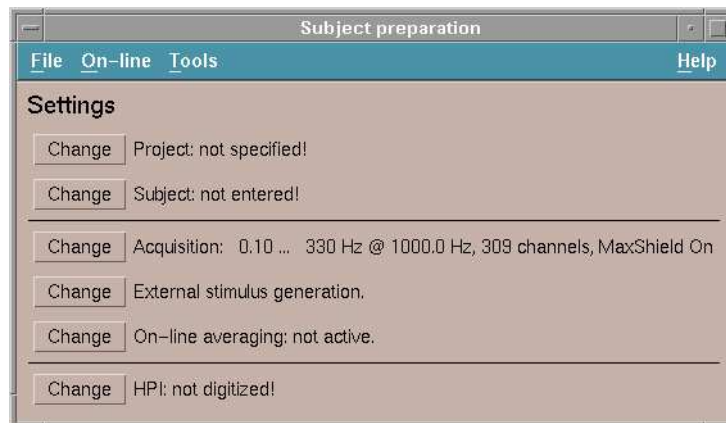 Subject preparation
File On-line Tools Help
Settings
Change Project: not specified!
Change Subject: not entered!
Change Acquisition: 0.10 ... 330 Hz @ 1000.0 Hz, 309 channels, MaxShield On
Change External stimulus generation.
Change On-line averaging: not active.
Change HPI: not digitized!